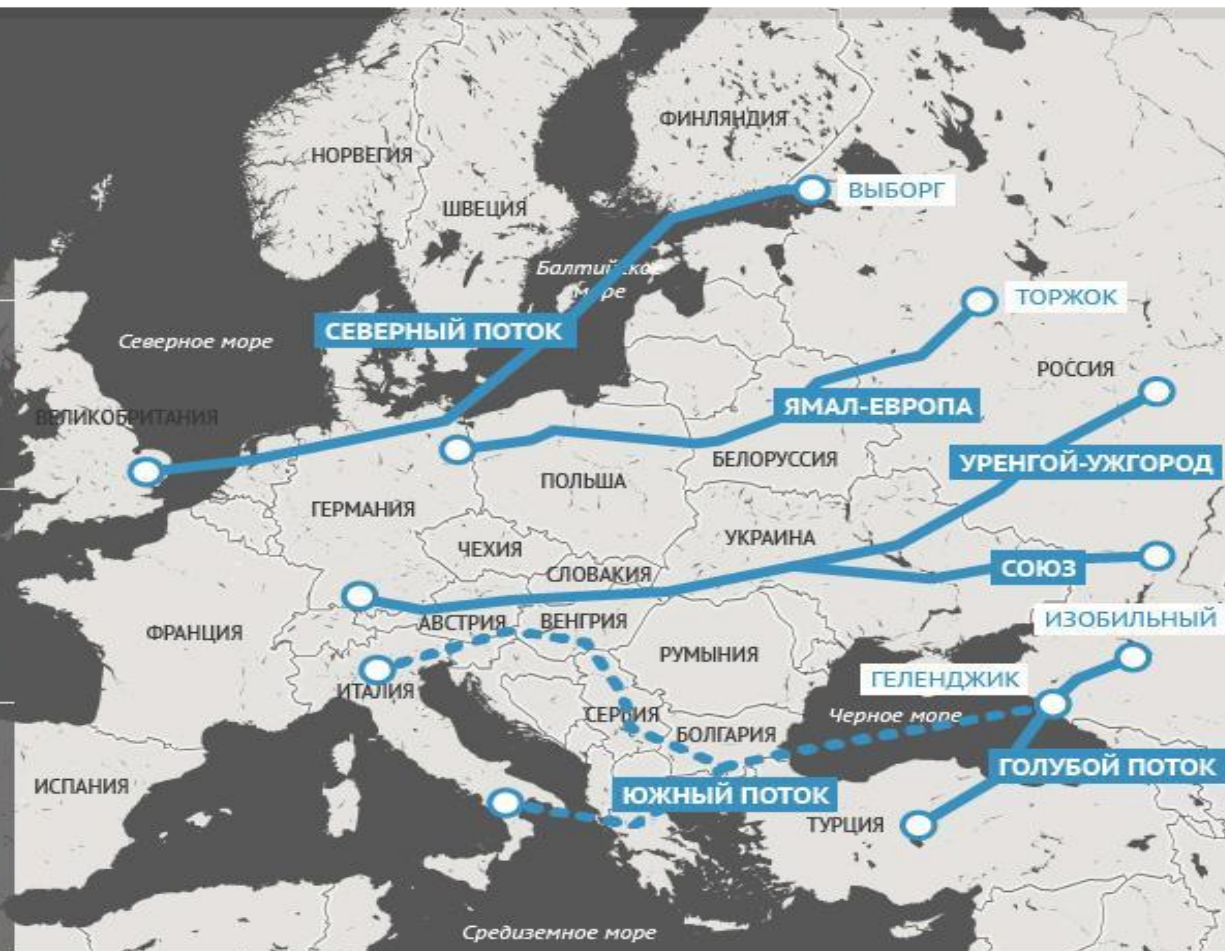 ФИНЛЯНДИЯ
НОРВЕГИЯ
ВЫБОРГ
ШВЕЦИЯ
Балтийское
море
ТОРЖОК
СЕВЕРНЫЙ ПОТОК
Северное море
РОССИЯ
ЯМАЛ-ЕВРОПА
ВЕЛИКОБРИТАНИЯ
БЕЛОРУССИЯ
УРЕНГОЙ-УЖГОРОД
ПОЛЬША
ГЕРМАНИЯ
УКРАИНА
ЧЕХИЯ
СЛОВАКИЯ
СОЮЗ
АВСТРИЯ
ВЕНГРИЯ
ИЗОБИЛЬНЫЙ
ФРАНЦИЯ
РУМЫНИЯ
ГЕЛЕНДЖИК
ИТАЛИЯ
СЕРБИЯ
Черное море
БОЛГАРИЯ
ГОЛУБОЙ ПОТОК
ИСПАНИЯ
ЮЖНЫЙ ПОТОК
ТУРЦИЯ
Средиземное море